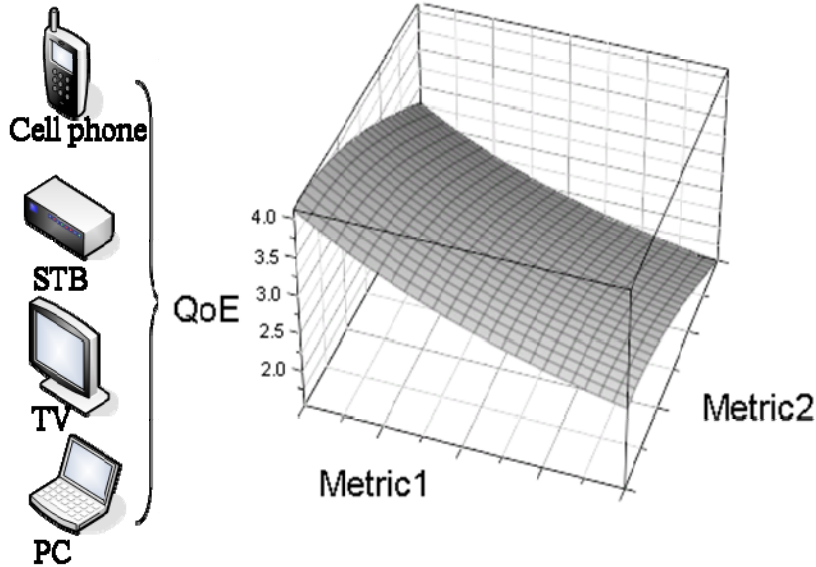 Cell phone
STB
TV
PC
QoE
4.0
3.5
3.0
2.5
2.0
Metric1
Metric2